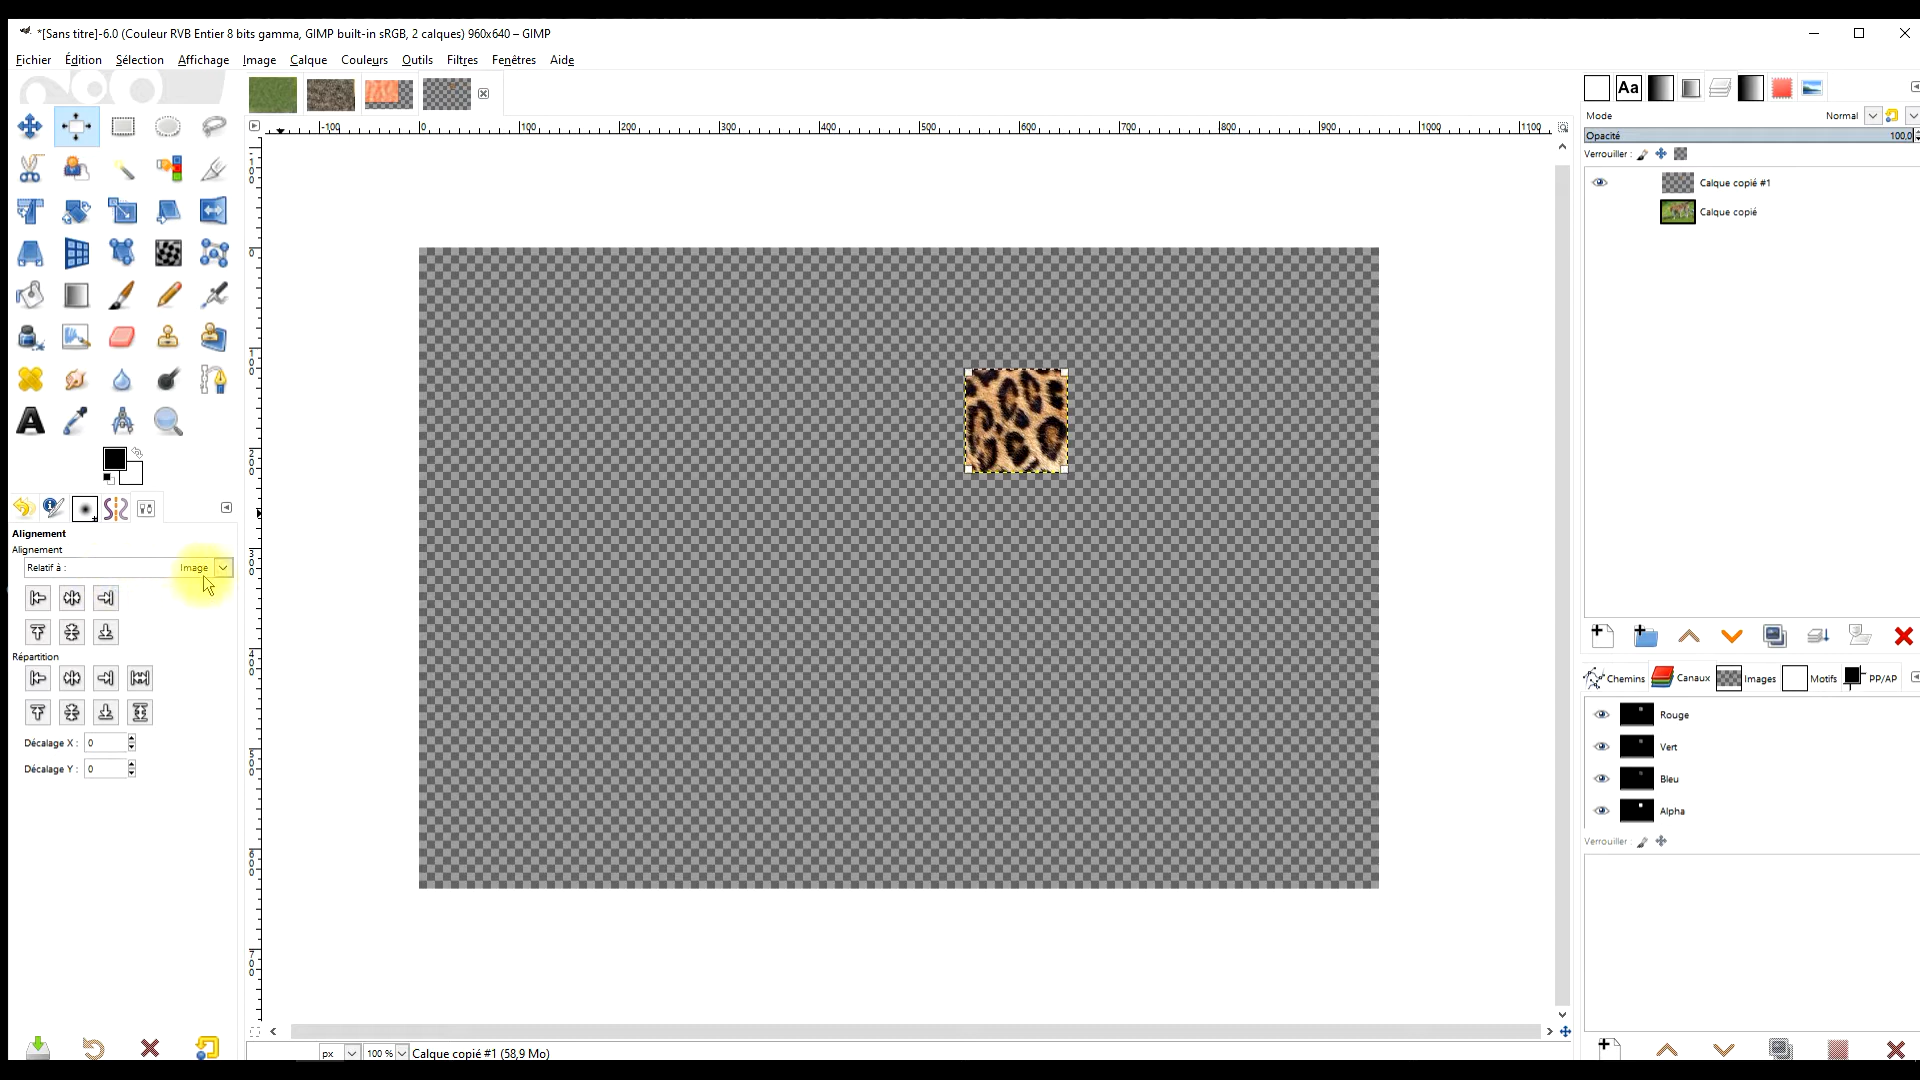 *[Sans titre]-6.0 (Couleur RVB Entier 8 bits gamma, GIMP built-in sRGB, 2 calques) 960x640 – GIMP
Fichier Édition Sélection Affichage Image Calque Couleurs Outils Filtres Fenêtres Aide
Aa
-100 0 100 200 300 400 500 600 700 800 900 1000 1100
Mode Normal
Opacité 100,0
Verrouiller :
Calque copié #1
Calque copié
Alignement
Alignement
Relatif à : Image
Répartition
Décalage X : 0
Décalage Y : 0
Chemins Canaux Images Motifs PP/AP
Rouge
Vert
Bleu
Alpha
Verrouiller :
px 100 % Calque copié #1 (58,9 Mo)